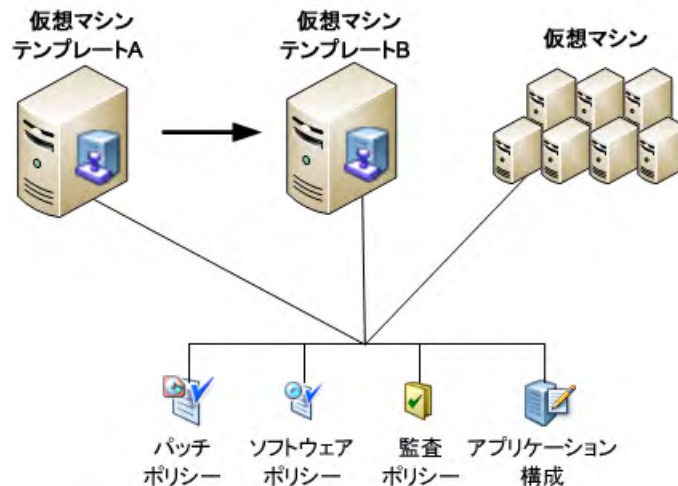 仮想マシン
テンプレートA
仮想マシン
テンプレートB
仮想マシン
パッチ
ポリシー
ソフトウェア
ポリシー
監査
ポリシー
アプリケーション
構成